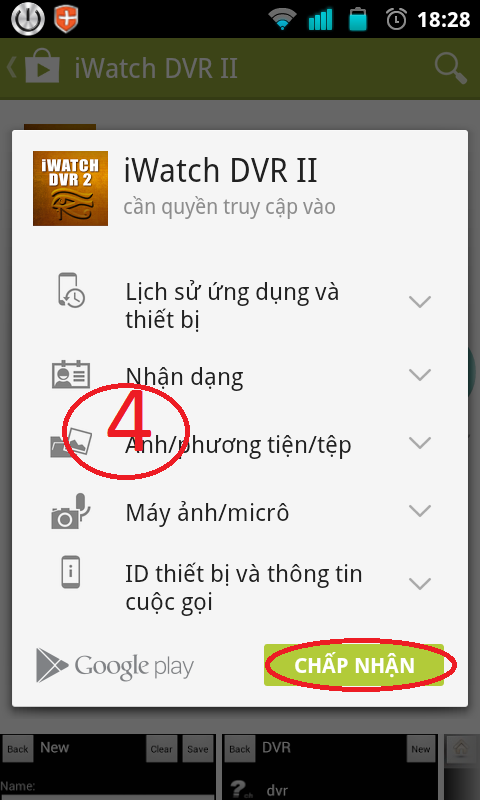 18:28
iWatch DVR II
iWATCH
DVR 2
iWatch DVR II
cần quyền truy cập vào
Lịch sử ứng dụng và
thiết bị
Nhận dạng
4
Ảnh/phương tiện/tệp
Máy ảnh/micrô
ID thiết bị và thông tin
cuộc gọi
Google play
CHẤP NHẬN
Back New Clear Save
Back DVR New
Name:
?ch dvr